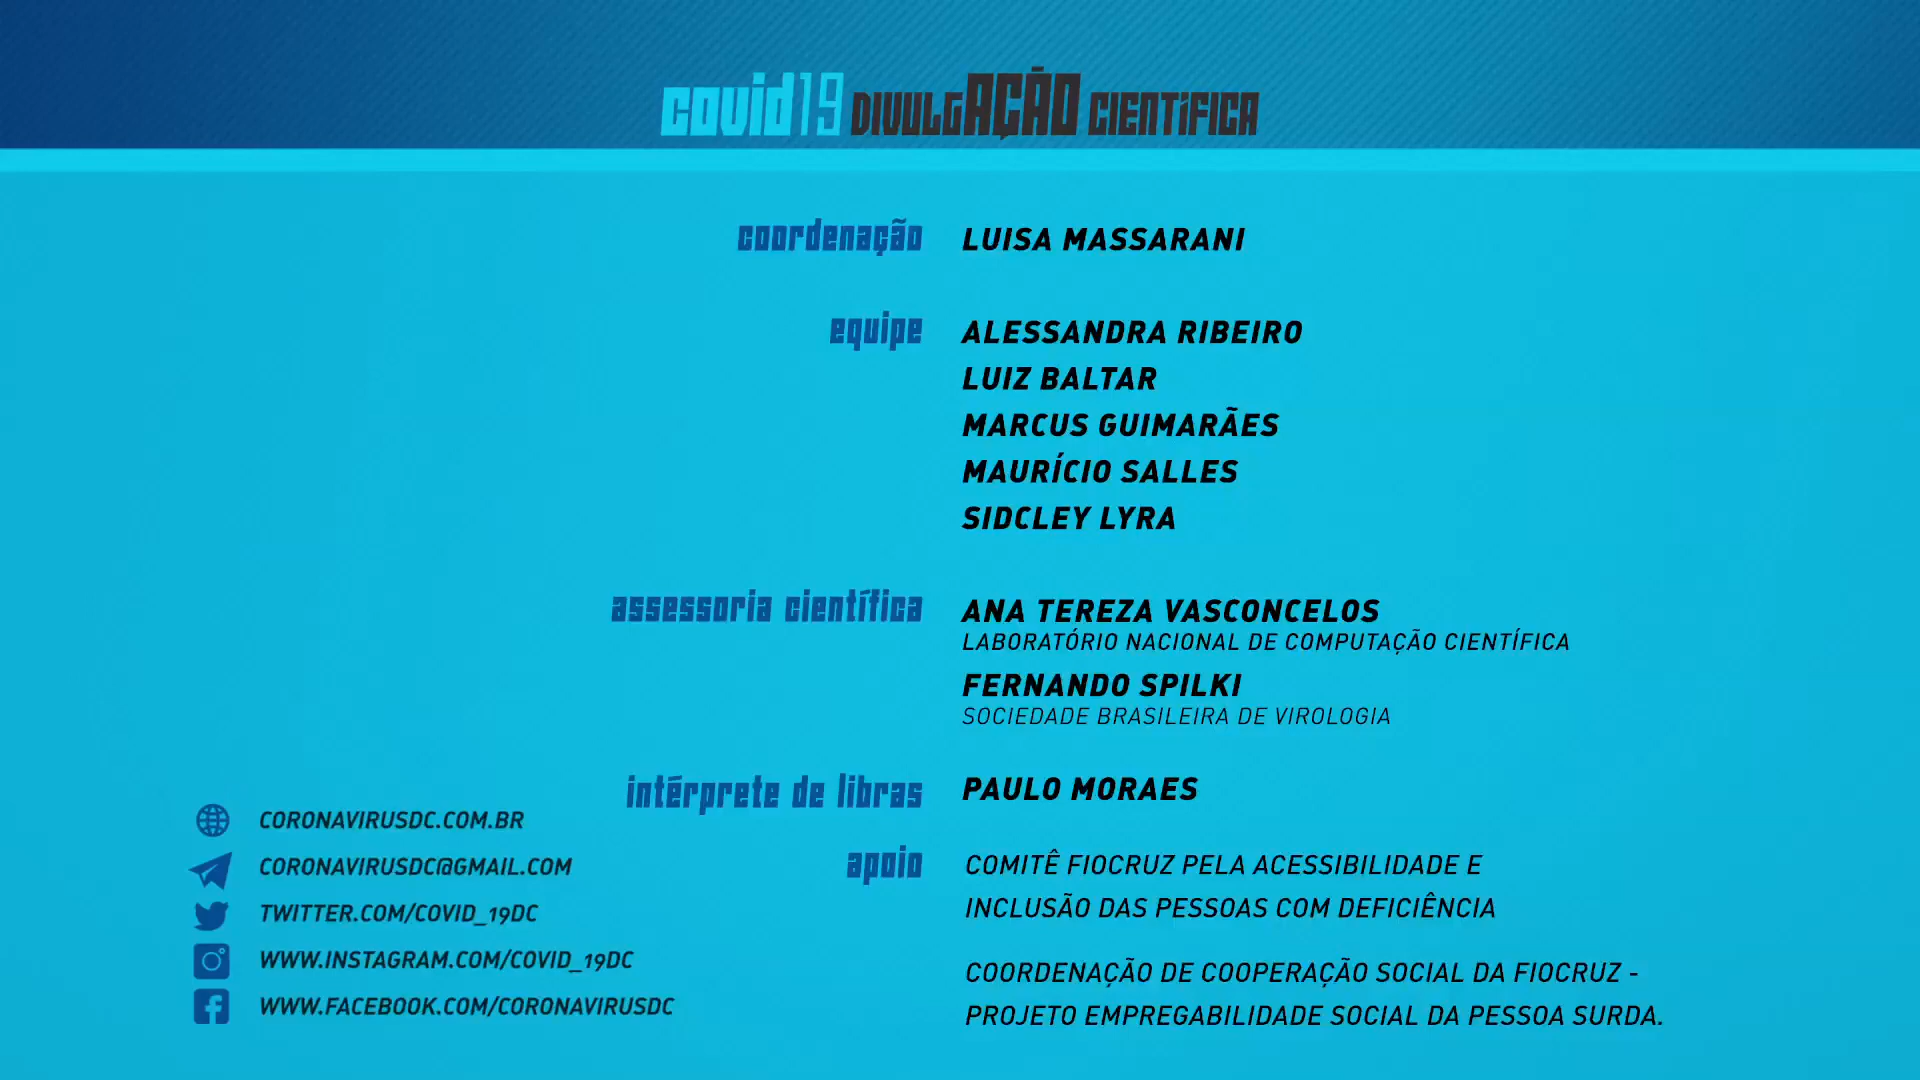 covid19 DIVULGAÇÃO CIENTÍFICA
coordenação LUISA MASSARANI
equipe ALESSANDRA RIBEIRO
LUIZ BALTAR
MARCUS GUIMARÃES
MAURÍCIO SALLES
SIDCLEY LYRA
assessoria científica ANA TEREZA VASCONCELOS
LABORATÓRIO NACIONAL DE COMPUTAÇÃO CIENTÍFICA
FERNANDO SPILKI
SOCIEDADE BRASILEIRA DE VIROLOGIA
intérprete de libras PAULO MORAES
apoio COMITÊ FIOCRUZ PELA ACESSIBILIDADE E
INCLUSÃO DAS PESSOAS COM DEFICIÊNCIA
COORDENAÇÃO DE COOPERAÇÃO SOCIAL DA FIOCRUZ -
PROJETO EMPREGABILIDADE SOCIAL DA PESSOA SURDA.
CORONAVIRUSDC.COM.BR
CORONAVIRUSDC@GMAIL.COM
TWITTER.COM/COVID_19DC
WWW.INSTAGRAM.COM/COVID_19DC
WWW.FACEBOOK.COM/CORONAVIRUSDC